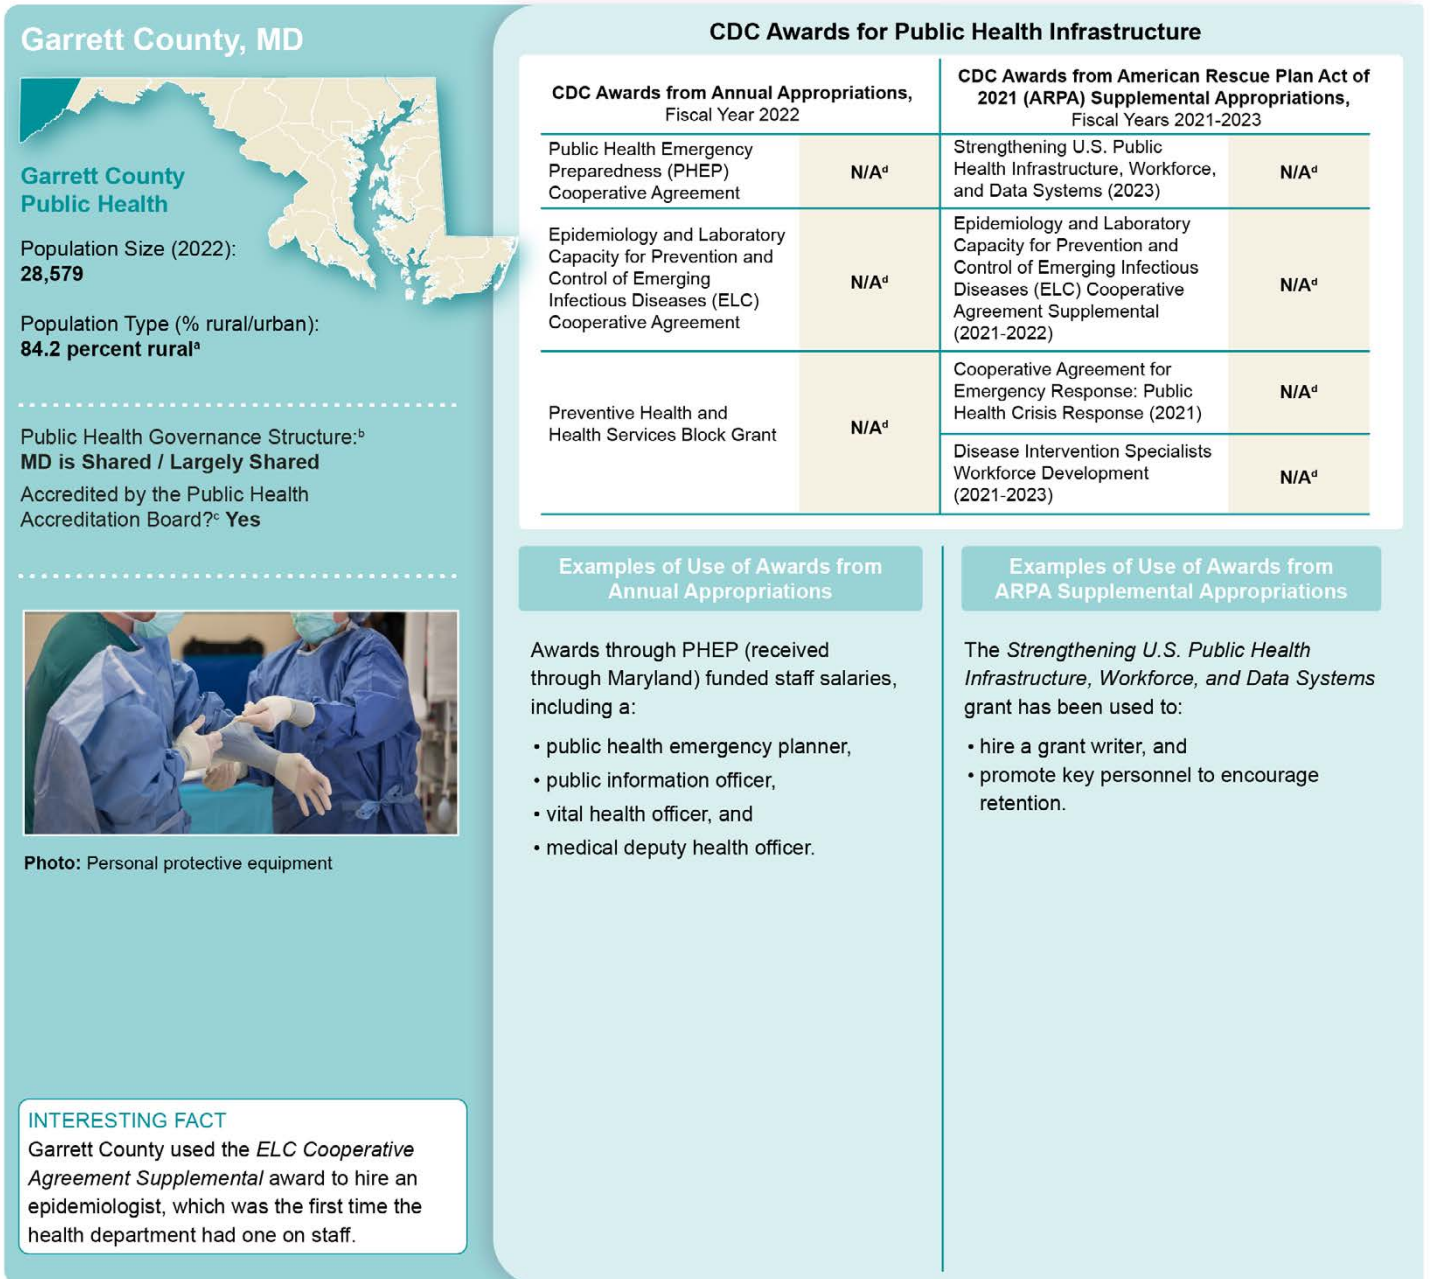 Garrett County, MD
Garrett County
Public Health
Population Size (2022):
28,579
Population Type (% rural/urban):
84.2 percent ruralᵃ
Public Health Governance Structure:ᵇ
MD is Shared / Largely Shared
Accredited by the Public Health
Accreditation Board?ᶜ Yes
Photo: Personal protective equipment
INTERESTING FACT
Garrett County used the ELC Cooperative
Agreement Supplemental award to hire an
epidemiologist, which was the first time the
health department had one on staff.
CDC Awards for Public Health Infrastructure
CDC Awards from Annual Appropriations,
Fiscal Year 2022
Public Health Emergency
Preparedness (PHEP)
Cooperative Agreement
N/Aᵈ
Epidemiology and Laboratory
Capacity for Prevention and
Control of Emerging
Infectious Diseases (ELC)
Cooperative Agreement
N/Aᵈ
Preventive Health and
Health Services Block Grant
N/Aᵈ
CDC Awards from American Rescue Plan Act of
2021 (ARPA) Supplemental Appropriations,
Fiscal Years 2021-2023
Strengthening U.S. Public
Health Infrastructure, Workforce,
and Data Systems (2023)
N/Aᵈ
Epidemiology and Laboratory
Capacity for Prevention and
Control of Emerging Infectious
Diseases (ELC) Cooperative
Agreement Supplemental
(2021-2022)
N/Aᵈ
Cooperative Agreement for
Emergency Response: Public
Health Crisis Response (2021)
N/Aᵈ
Disease Intervention Specialists
Workforce Development
(2021-2023)
N/Aᵈ
Examples of Use of Awards from
Annual Appropriations
Awards through PHEP (received
through Maryland) funded staff salaries,
including a:
• public health emergency planner,
• public information officer,
• vital health officer, and
• medical deputy health officer.
Examples of Use of Awards from
ARPA Supplemental Appropriations
The Strengthening U.S. Public Health
Infrastructure, Workforce, and Data Systems
grant has been used to:
• hire a grant writer, and
• promote key personnel to encourage
retention.